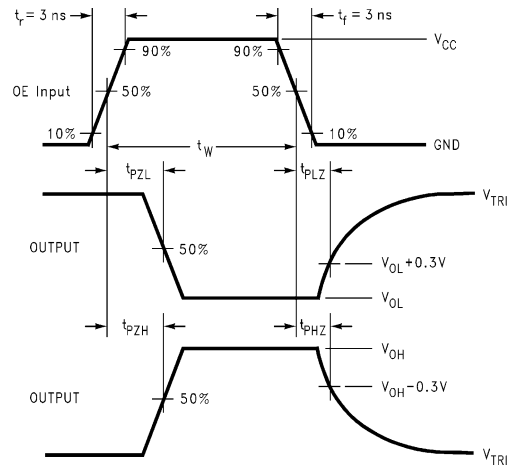 tr = 3 ns
tf = 3 ns
VCC
90%
90%
OE Input
50%
50%
10%
tW
10%
GND
tPZL
tPLZ
VTRI
OUTPUT
50%
VOL+0.3V
VOL
tPZH
tPHZ
VOH
VOH−0.3V
OUTPUT
50%
VTRI